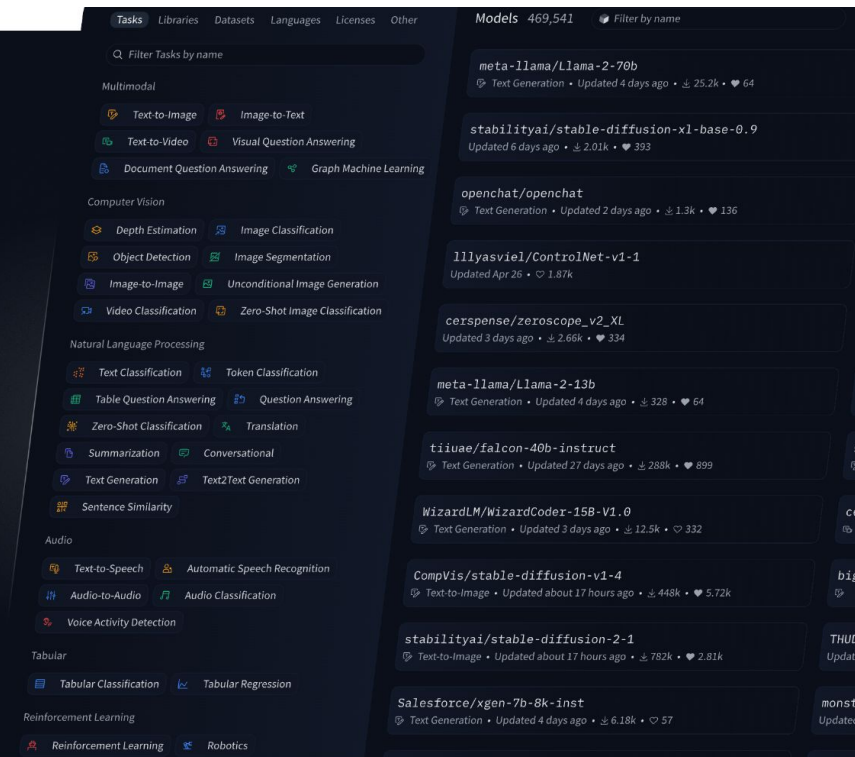 Tasks Libraries Datasets Languages Licenses Other
Filter Tasks by name
Multimodal
Text-to-Image Image-to-Text
Text-to-Video Visual Question Answering
Document Question Answering Graph Machine Learning
Computer Vision
Depth Estimation Image Classification
Object Detection Image Segmentation
Image-to-Image Unconditional Image Generation
Video Classification Zero-Shot Image Classification
Natural Language Processing
Text Classification Token Classification
Table Question Answering Question Answering
Zero-Shot Classification Translation
Summarization Conversational
Text Generation Text2Text Generation
Sentence Similarity
Audio
Text-to-Speech Automatic Speech Recognition
Audio-to-Audio Audio Classification
Voice Activity Detection
Tabular
Tabular Classification Tabular Regression
Reinforcement Learning
Reinforcement Learning Robotics
Models 469,541 Filter by name
meta-llama/Llama-2-70b
Text Generation • Updated 4 days ago • 25.2k • 64
stabilityai/stable-diffusion-xl-base-0.9
Updated 6 days ago • 2.01k • 393
openchat/openchat
Text Generation • Updated 2 days ago • 1.3k • 136
lllyasviel/ControlNet-v1-1
Updated Apr 26 • 1.87k
cerspense/zeroscope_v2_XL
Updated 3 days ago • 2.66k • 334
meta-llama/Llama-2-13b
Text Generation • Updated 4 days ago • 328 • 64
tiiuae/falcon-40b-instruct
Text Generation • Updated 27 days ago • 288k • 899
WizardLM/WizardCoder-15B-V1.0
Text Generation • Updated 3 days ago • 12.5k • 332
CompVis/stable-diffusion-v1-4
Text-to-Image • Updated about 17 hours ago • 448k • 5.72k
stabilityai/stable-diffusion-2-1
Text-to-Image • Updated about 17 hours ago • 782k • 2.81k
Salesforce/xgen-7b-8k-inst
Text Generation • Updated 4 days ago • 6.18k • 57